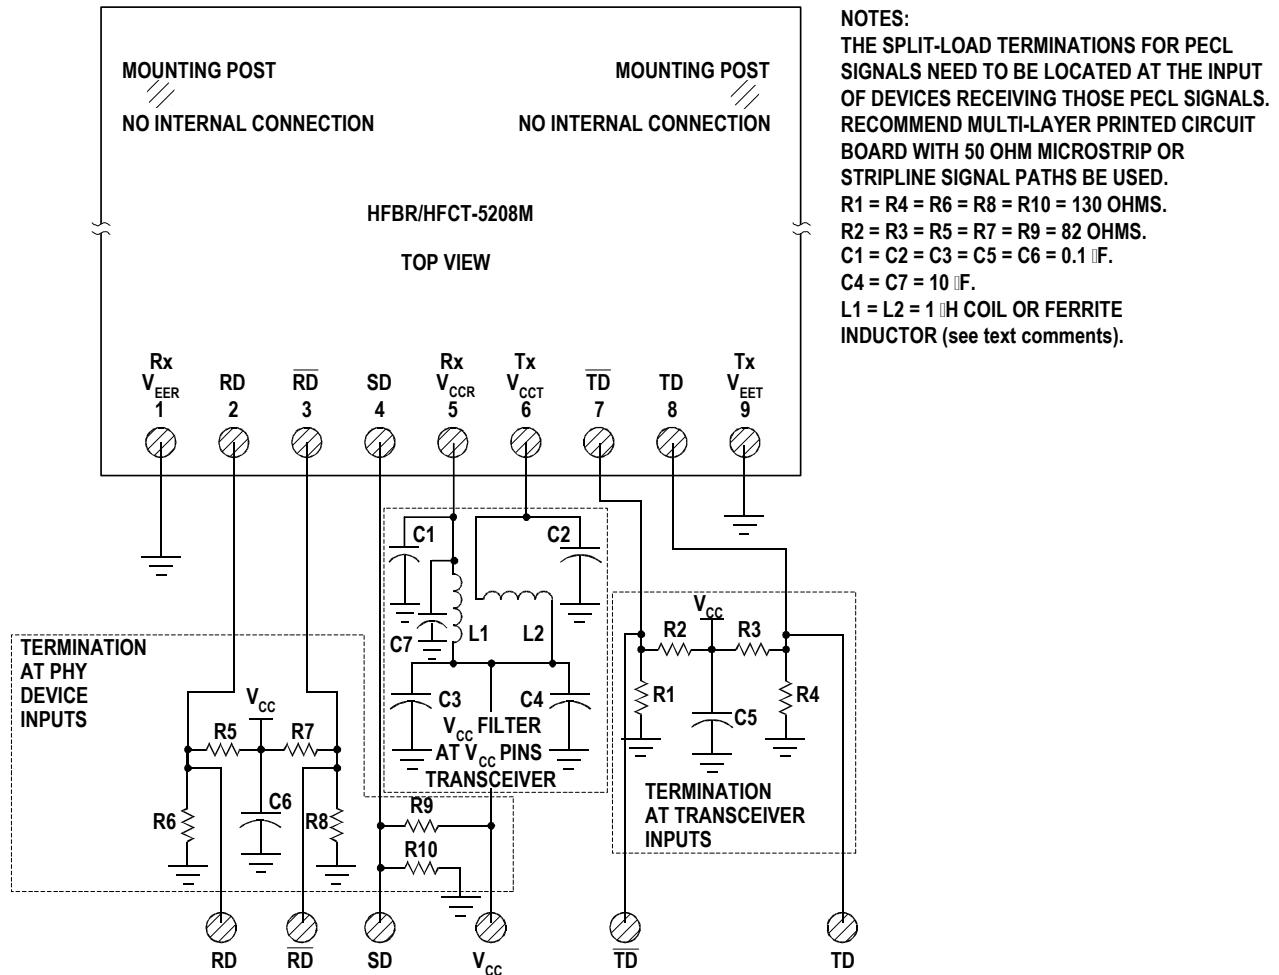 NOTES:
THE SPLIT-LOAD TERMINATIONS FOR PECL
SIGNALS NEED TO BE LOCATED AT THE INPUT
OF DEVICES RECEIVING THOSE PECL SIGNALS.
RECOMMEND MULTI-LAYER PRINTED CIRCUIT
BOARD WITH 50 OHM MICROSTRIP OR
STRIPLINE SIGNAL PATHS BE USED.
R1 = R4 = R6 = R8 = R10 = 130 OHMS.
R2 = R3 = R5 = R7 = R9 = 82 OHMS.
C1 = C2 = C3 = C5 = C6 = 0.1 F.
C4 = C7 = 10 F.
L1 = L2 = 1 H COIL OR FERRITE
INDUCTOR (see text comments).
MOUNTING POST
NO INTERNAL CONNECTION
MOUNTING POST
NO INTERNAL CONNECTION
HFBR/HFCT-5208M
TOP VIEW
Rx
VEER
1
RD
2
RD
3
SD
4
Rx
VCCR
5
Tx
VCCT
6
TD
7
TD
8
Tx
VEET
9
C1
C2
C7
L1
L2
C3
C4
VCC FILTER
AT VCC PINS
TRANSCEIVER
TERMINATION
AT PHY
DEVICE
INPUTS
VCC
R5
R7
R6
C6
R8
R9
R10
VCC
R2
R3
R1
C5
R4
TERMINATION
AT TRANSCEIVER
INPUTS
RD
RD
SD
VCC
TD
TD